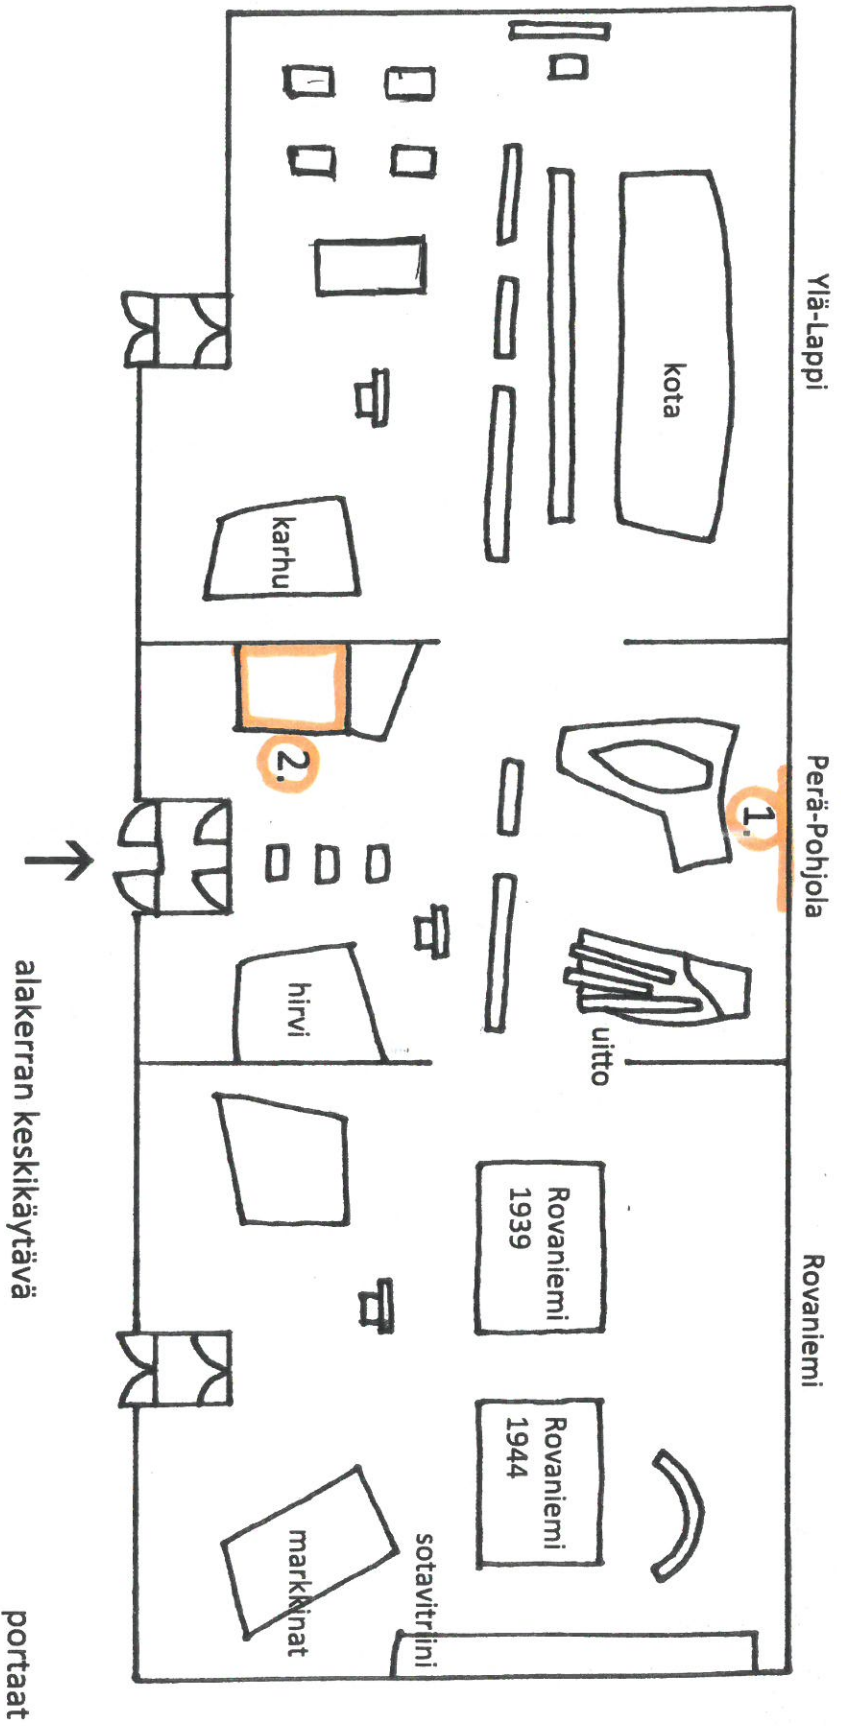 Ylä-Lappi
Perä-Pohjola
Rovaniemi
kota
1.
uitto
Rovaniemi
1939
Rovaniemi
1944
sotavitriini
karhu
2.
hirvi
markkinat
alakerran keskikäytävä
portaat